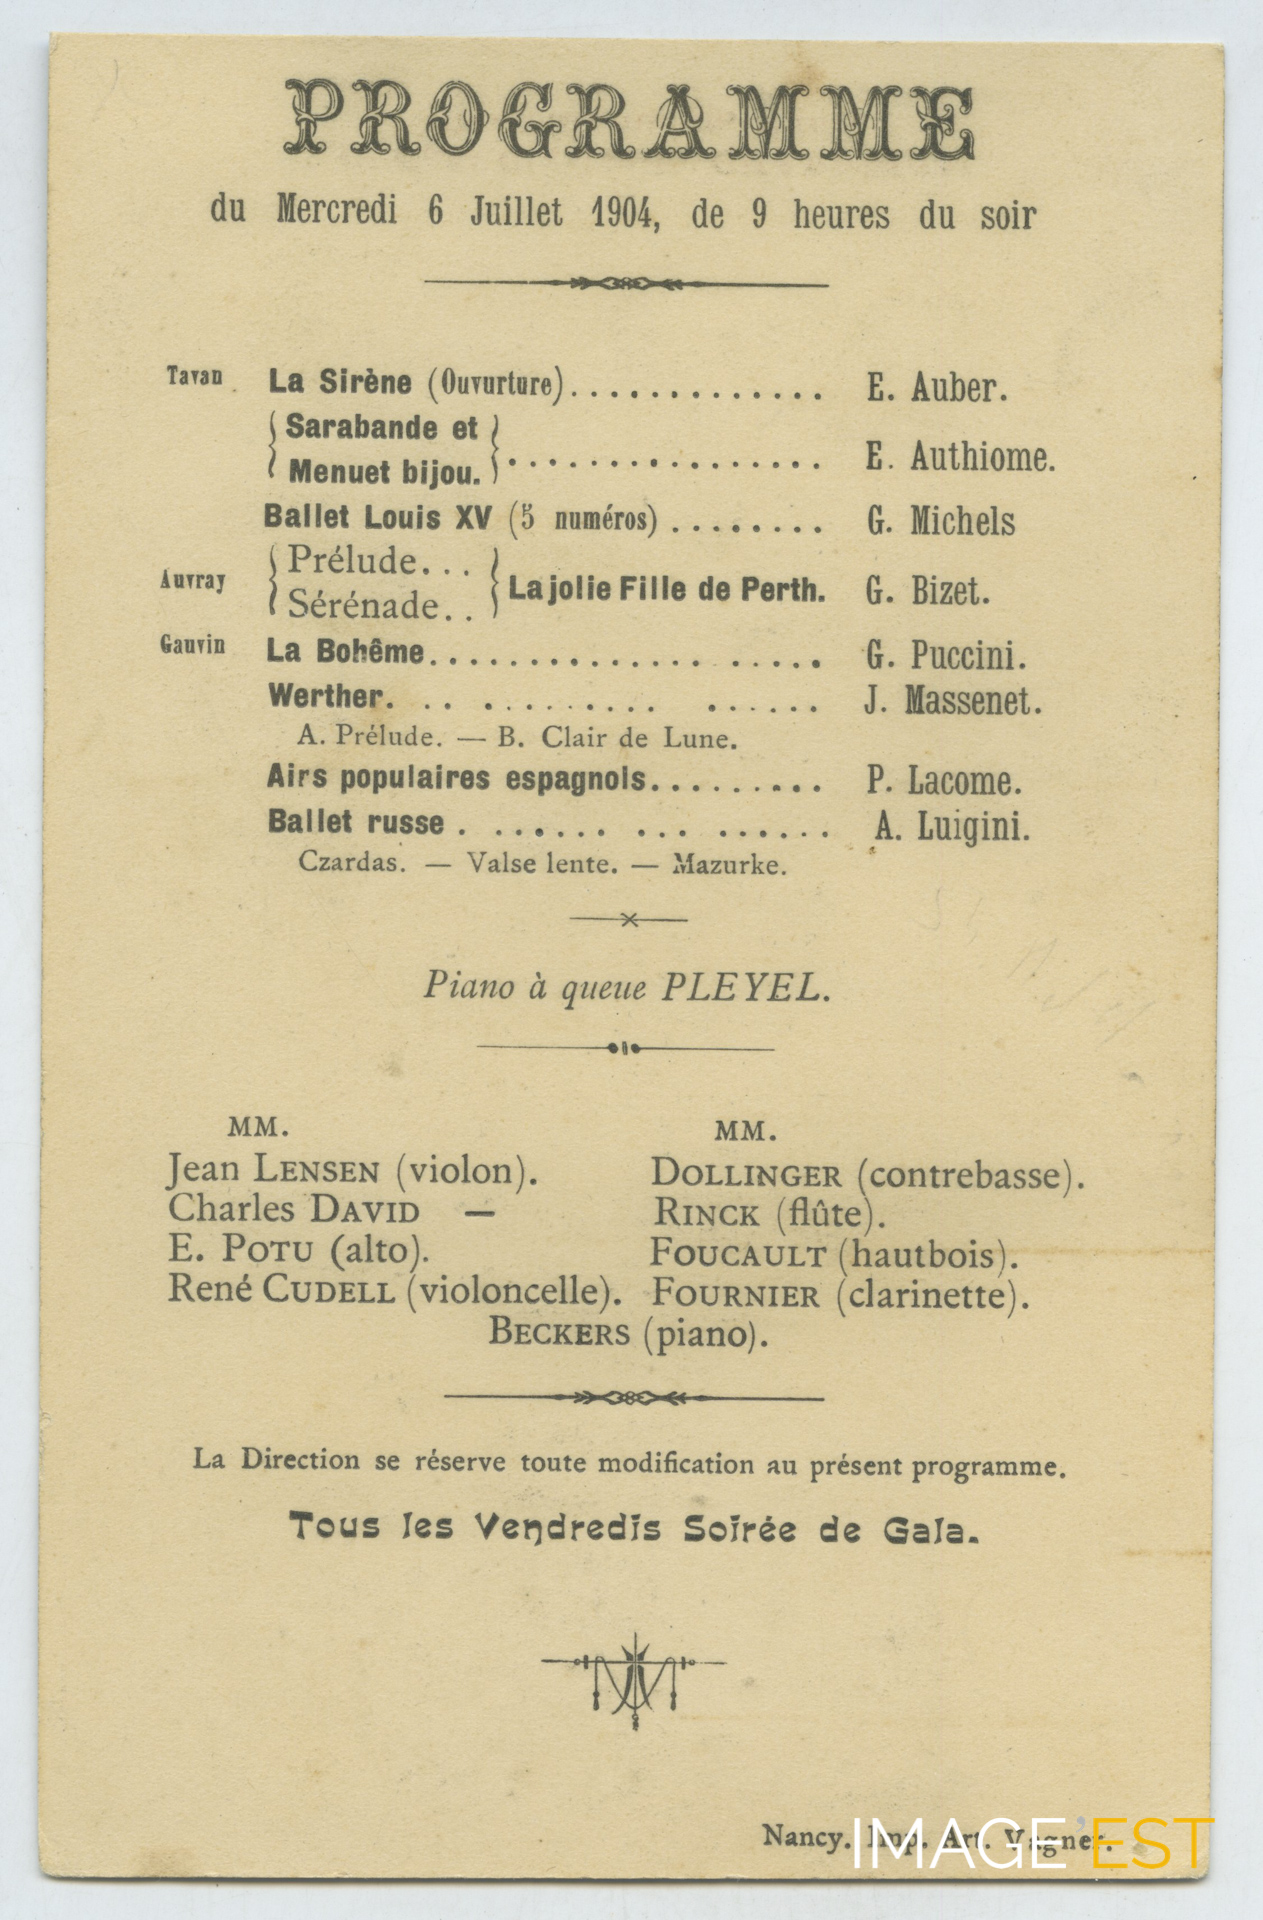 PROGRAMME
du Mercredi 6 Juillet 1904, de 9 heures du soir
Tavan La Sirène (Ouvurture).............. E. Auber.
Sarabande et
Menuet bijou. ................ E. Authiome.
Ballet Louis XV (5 numéros) ........ G. Michels
Prélude...
Auvray La jolie Fille de Perth. G. Bizet.
Sérénade..
Gauvin La Bohême.................... G. Puccini.
Werther. .. ......... ...... J. Massenet.
A. Prélude. — B. Clair de Lune.
Airs populaires espagnols......... P. Lacome.
Ballet russe . ...... ... ...... A. Luigini.
Czardas. — Valse lente. — Mazurke.
Piano à queue PLEYEL.
MM. MM.
Jean LENSEN (violon). DOLLINGER (contrebasse).
Charles DAVID — RINCK (flûte).
E. POTU (alto). FOUCAULT (hautbois).
René CUDELL (violoncelle). FOURNIER (clarinette).
BECKERS (piano).
La Direction se réserve toute modification au présent programme.
Tous les Vendredis Soirée de Gala.
Nancy. Imp. Art. Vagner.
IMAGE'EST